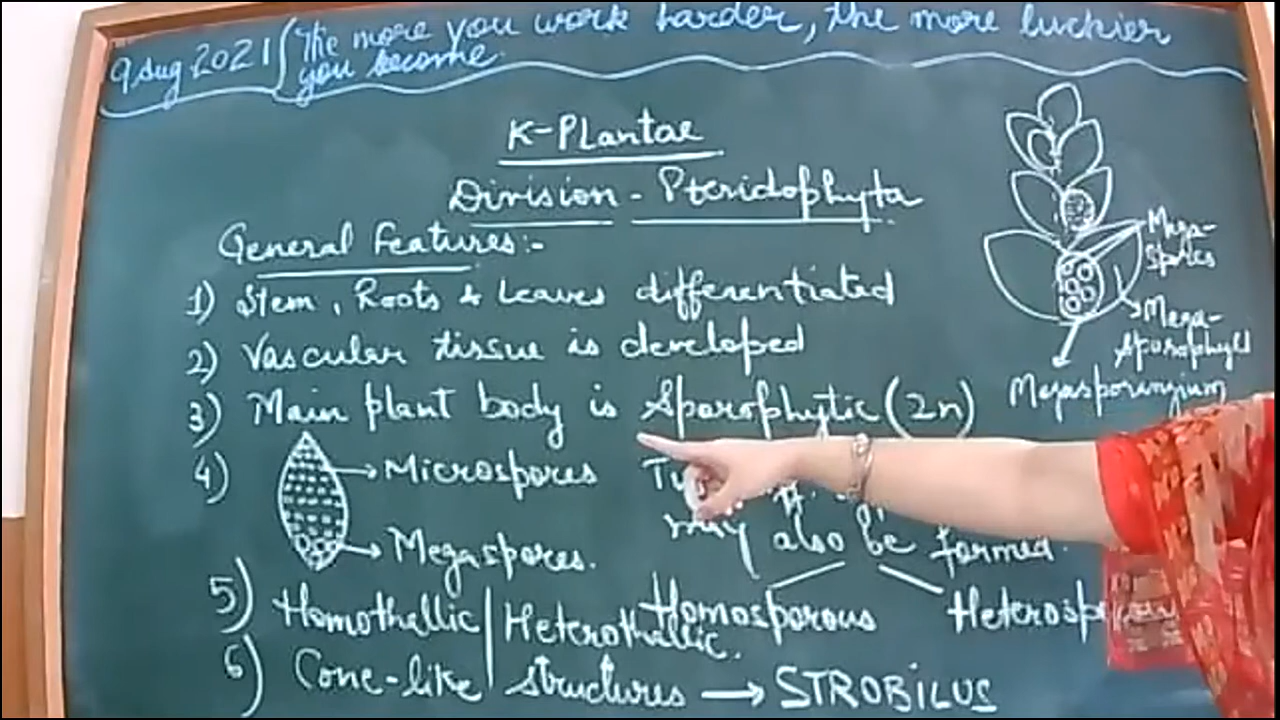 9 Aug 2021 The more you work harder, the more luckier
you become.
K-Plantae
Division - Pteridophyta
General Features:-
1) Stem, Roots & Leaves differentiated
2) Vascular tissue is developed
3) Main plant body is Sporophytic (2n)
4) → Microspores
→ Megaspores.
may also be formed.
Homosporous
5) Homothallic | Heterothallic.
6) Cone-like structures → STROBILUS
Mega-
Spores
Mega-
Sporophyll
Megasporangium